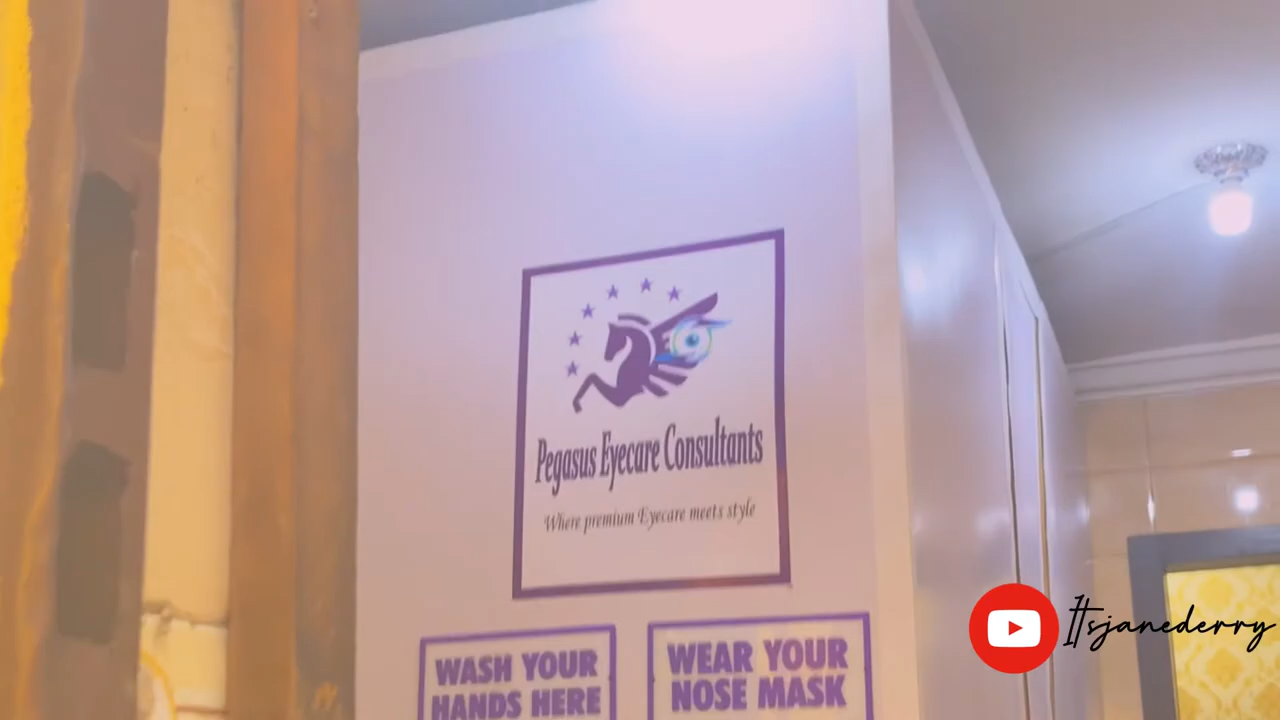 Pegasus Eyecare Consultants
Where premium Eyecare meets style
WASH YOUR
HANDS HERE
WEAR YOUR
NOSE MASK
Itsjanederry